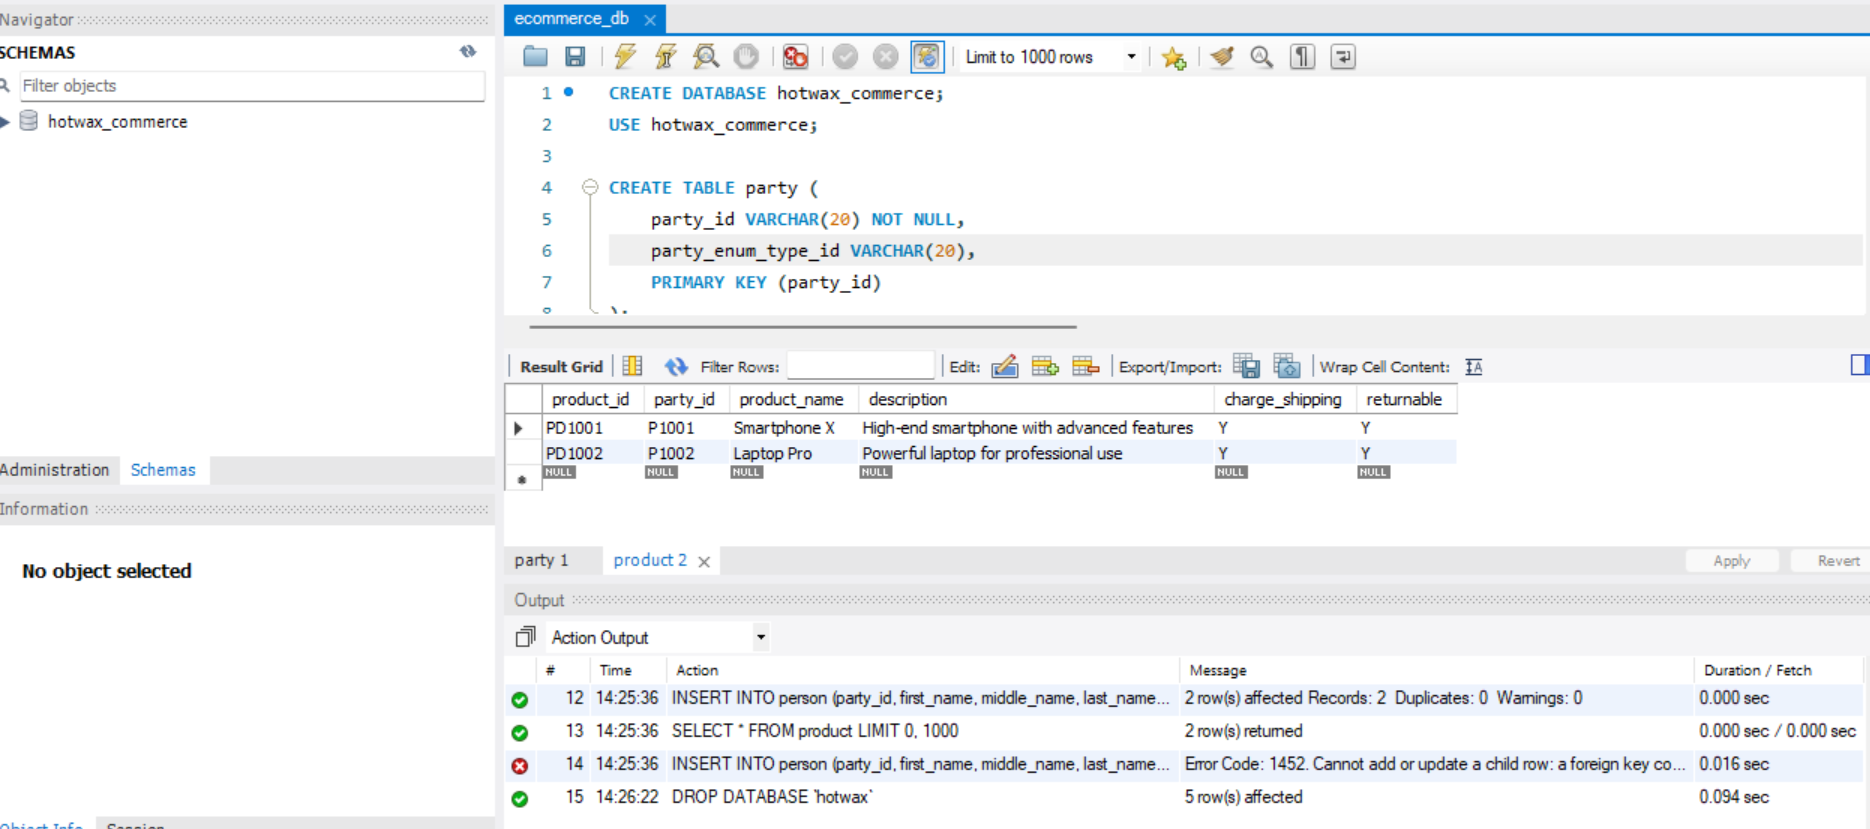 Navigator
SCHEMAS
Filter objects
hotwax_commerce
Administration Schemas
Information
No object selected
Object Info Session
ecommerce_db
Limit to 1000 rows
1 CREATE DATABASE hotwax_commerce;
2 USE hotwax_commerce;
3
4 CREATE TABLE party (
5 party_id VARCHAR(20) NOT NULL,
6 party_enum_type_id VARCHAR(20),
7 PRIMARY KEY (party_id)
8 );
Result Grid Filter Rows: Edit: Export/Import: Wrap Cell Content:
product_id party_id product_name description charge_shipping returnable
PD1001 P1001 Smartphone X High-end smartphone with advanced features Y Y
PD1002 P1002 Laptop Pro Powerful laptop for professional use Y Y
NULL NULL NULL NULL NULL NULL
party 1 product 2 Apply Revert
Output
Action Output
# Time Action Message Duration / Fetch
12 14:25:36 INSERT INTO person (party_id, first_name, middle_name, last_name... 2 row(s) affected Records: 2 Duplicates: 0 Warnings: 0 0.000 sec
13 14:25:36 SELECT * FROM product LIMIT 0, 1000 2 row(s) returned 0.000 sec / 0.000 sec
14 14:25:36 INSERT INTO person (party_id, first_name, middle_name, last_name... Error Code: 1452. Cannot add or update a child row: a foreign key co... 0.016 sec
15 14:26:22 DROP DATABASE `hotwax` 5 row(s) affected 0.094 sec